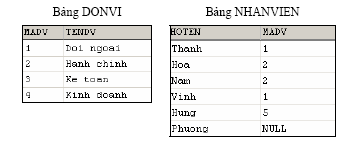 Bảng DONVI
MADV TENDV
1 Doi ngoai
2 Hanh chinh
3 Ke toan
4 Kinh doanh
Bảng NHANVIEN
HOTEN MADV
Thanh 1
Hoa 2
Nam 2
Vinh 1
Hung 5
Phuong NULL